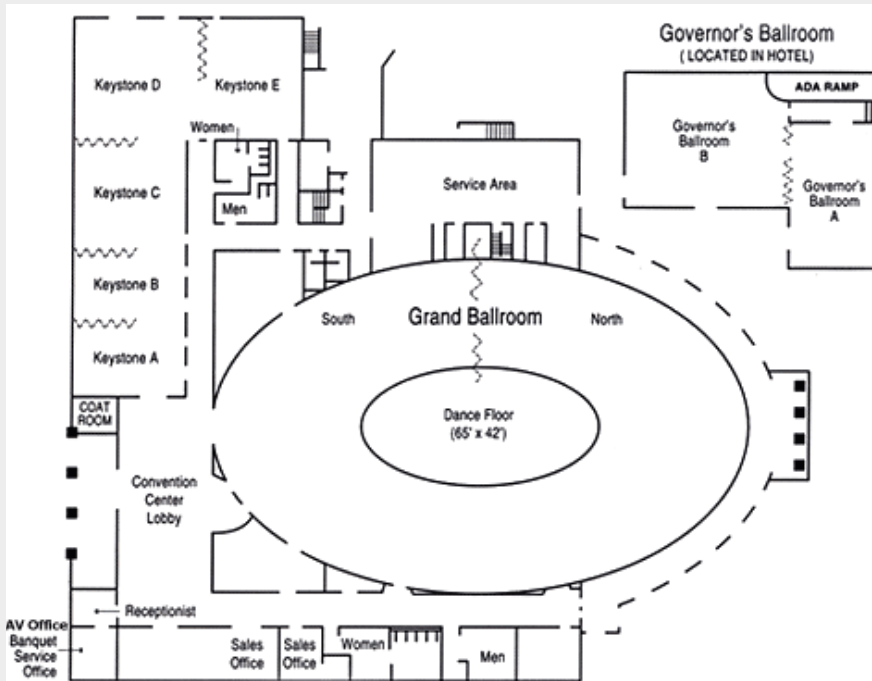 Governor's Ballroom
( LOCATED IN HOTEL)
ADA RAMP
Governor's
Ballroom
B
Governor's
Ballroom
A
Keystone D
Keystone E
Women
Keystone C
Men
Service Area
Keystone B
South
Grand Ballroom
North
Keystone A
COAT
ROOM
Dance Floor
(65' x 42')
Convention
Center
Lobby
Receptionist
AV Office
Banquet
Service
Office
Sales
Office
Sales
Office
Women
Men